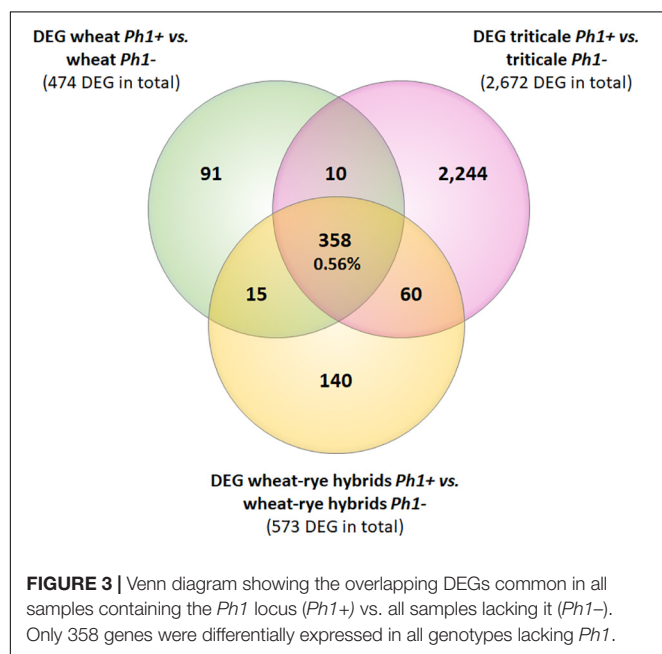 DEG wheat Ph1+ vs.
wheat Ph1-
(474 DEG in total)
DEG triticale Ph1+ vs.
triticale Ph1-
(2,672 DEG in total)
91
10
2,244
358
0.56%
15
60
140
DEG wheat-rye hybrids Ph1+ vs.
wheat-rye hybrids Ph1-
(573 DEG in total)
FIGURE 3 | Venn diagram showing the overlapping DEGs common in all
samples containing the Ph1 locus (Ph1+) vs. all samples lacking it (Ph1–).
Only 358 genes were differentially expressed in all genotypes lacking Ph1.